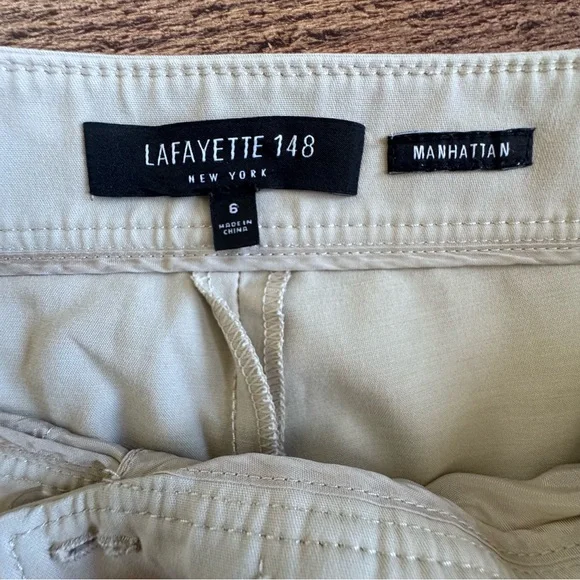 LAFAYETTE 148
NEW YORK
MANHATTAN
6
MADE IN
CHINA